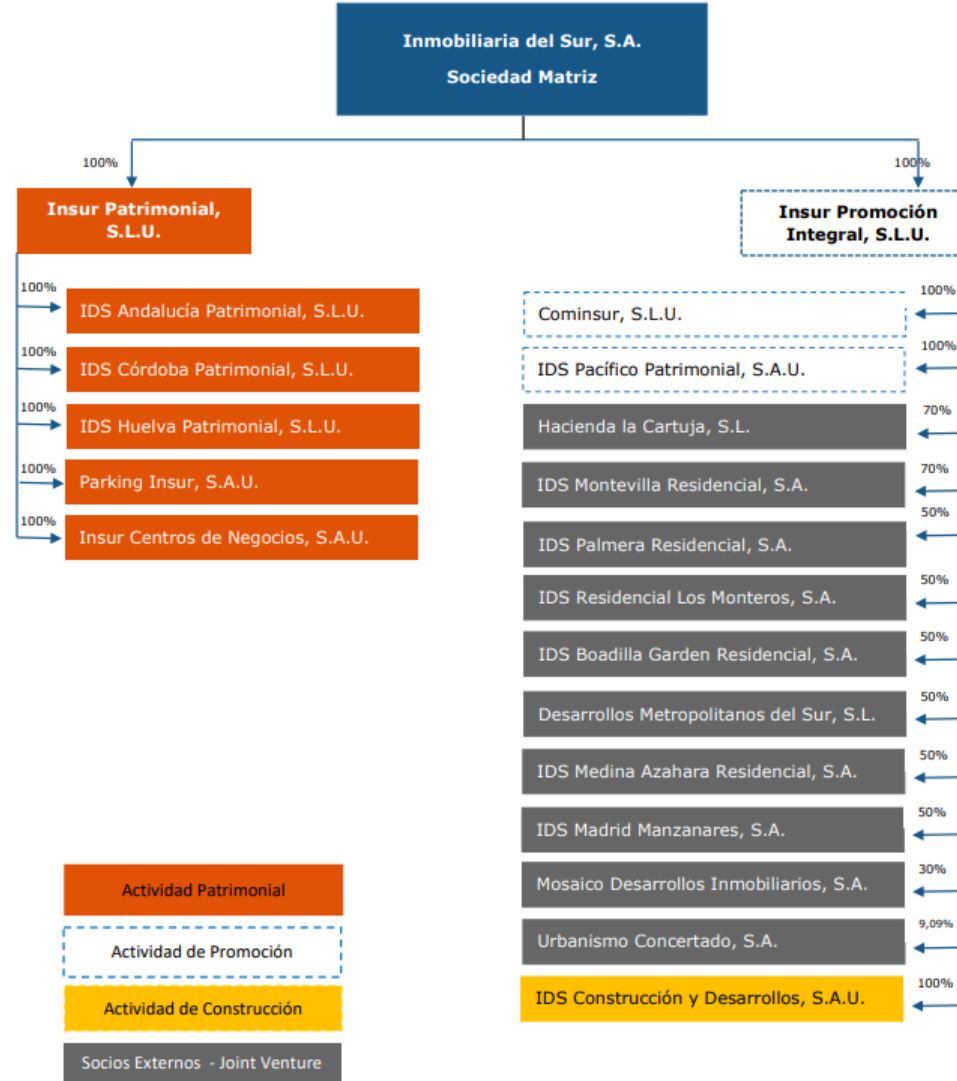 Inmobiliaria del Sur, S.A.
Sociedad Matriz
100%
100%
Insur Patrimonial,
S.L.U.
Insur Promoción
Integral, S.L.U.
100%
IDS Andalucía Patrimonial, S.L.U.
100%
IDS Córdoba Patrimonial, S.L.U.
100%
IDS Huelva Patrimonial, S.L.U.
100%
Parking Insur, S.A.U.
100%
Insur Centros de Negocios, S.A.U.
Cominsur, S.L.U.
100%
IDS Pacífico Patrimonial, S.A.U.
100%
Hacienda la Cartuja, S.L.
70%
IDS Montevilla Residencial, S.A.
70%
IDS Palmera Residencial, S.A.
50%
IDS Residencial Los Monteros, S.A.
50%
IDS Boadilla Garden Residencial, S.A.
50%
Desarrollos Metropolitanos del Sur, S.L.
50%
IDS Medina Azahara Residencial, S.A.
50%
IDS Madrid Manzanares, S.A.
50%
Mosaico Desarrollos Inmobiliarios, S.A.
30%
Urbanismo Concertado, S.A.
9,09%
IDS Construcción y Desarrollos, S.A.U.
100%
Actividad Patrimonial
Actividad de Promoción
Actividad de Construcción
Socios Externos - Joint Venture